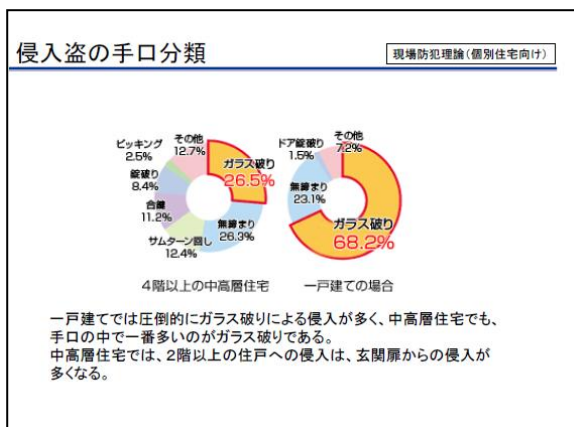 侵入盗の手口分類
現場防犯理論(個別住宅向け)
ピッキング
2.5%
その他
12.7%
ガラス破り
26.5%
錠破り
8.4%
合鍵
11.2%
サムターン回し
12.4%
無締まり
26.3%
ドア錠破り
1.5%
その他
7.2%
無締まり
23.1%
ガラス破り
68.2%
4階以上の中高層住宅
一戸建ての場合
一戸建てでは圧倒的にガラス破りによる侵入が多く、中高層住宅でも、
手口の中で一番多いのがガラス破りである。
中高層住宅では、2階以上の住戸への侵入は、玄関扉からの侵入が
多くなる。